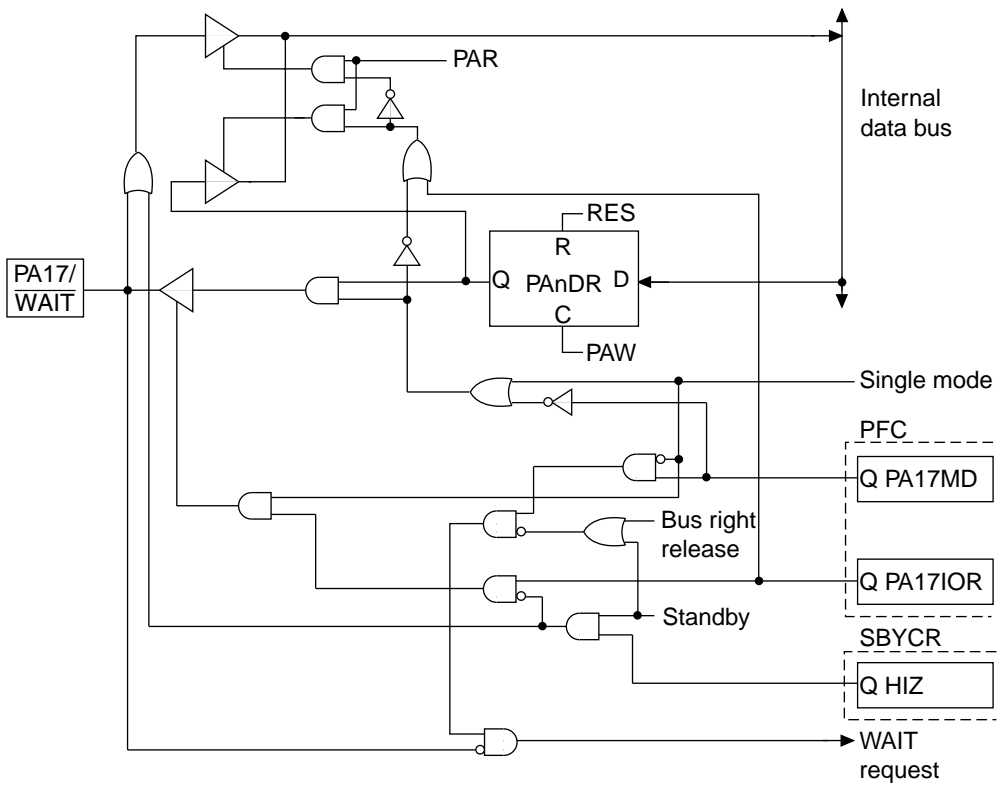 PAR
Internal
data bus
RES
PA17/
WAIT
R
Q PAnDR D
C
PAW
Single mode
PFC
Q PA17MD
Bus right
release
Q PA17IOR
Standby
SBYCR
Q HIZ
WAIT
request